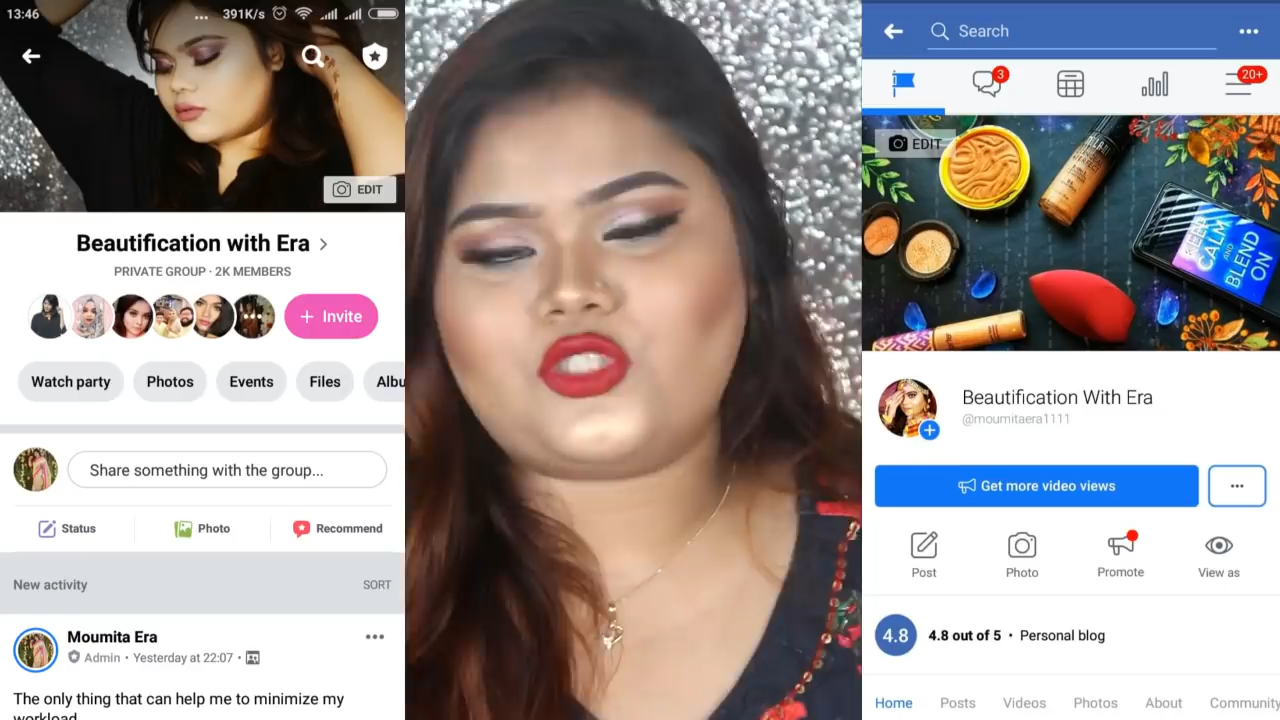 13:46
... 391K/s
EDIT
Beautification with Era >
PRIVATE GROUP · 2K MEMBERS
+ Invite
Watch party
Photos
Events
Files
Albu
Share something with the group...
Status
Photo
Recommend
New activity
SORT
Moumita Era
Admin · Yesterday at 22:07 ·
The only thing that can help me to minimize my
workload
Search
3
20+
EDIT
KEEP
CALM
AND
BLEND
ON
Beautification With Era
@moumitaera1111
Get more video views
Post
Photo
Promote
View as
4.8
4.8 out of 5 · Personal blog
Home
Posts
Videos
Photos
About
Community